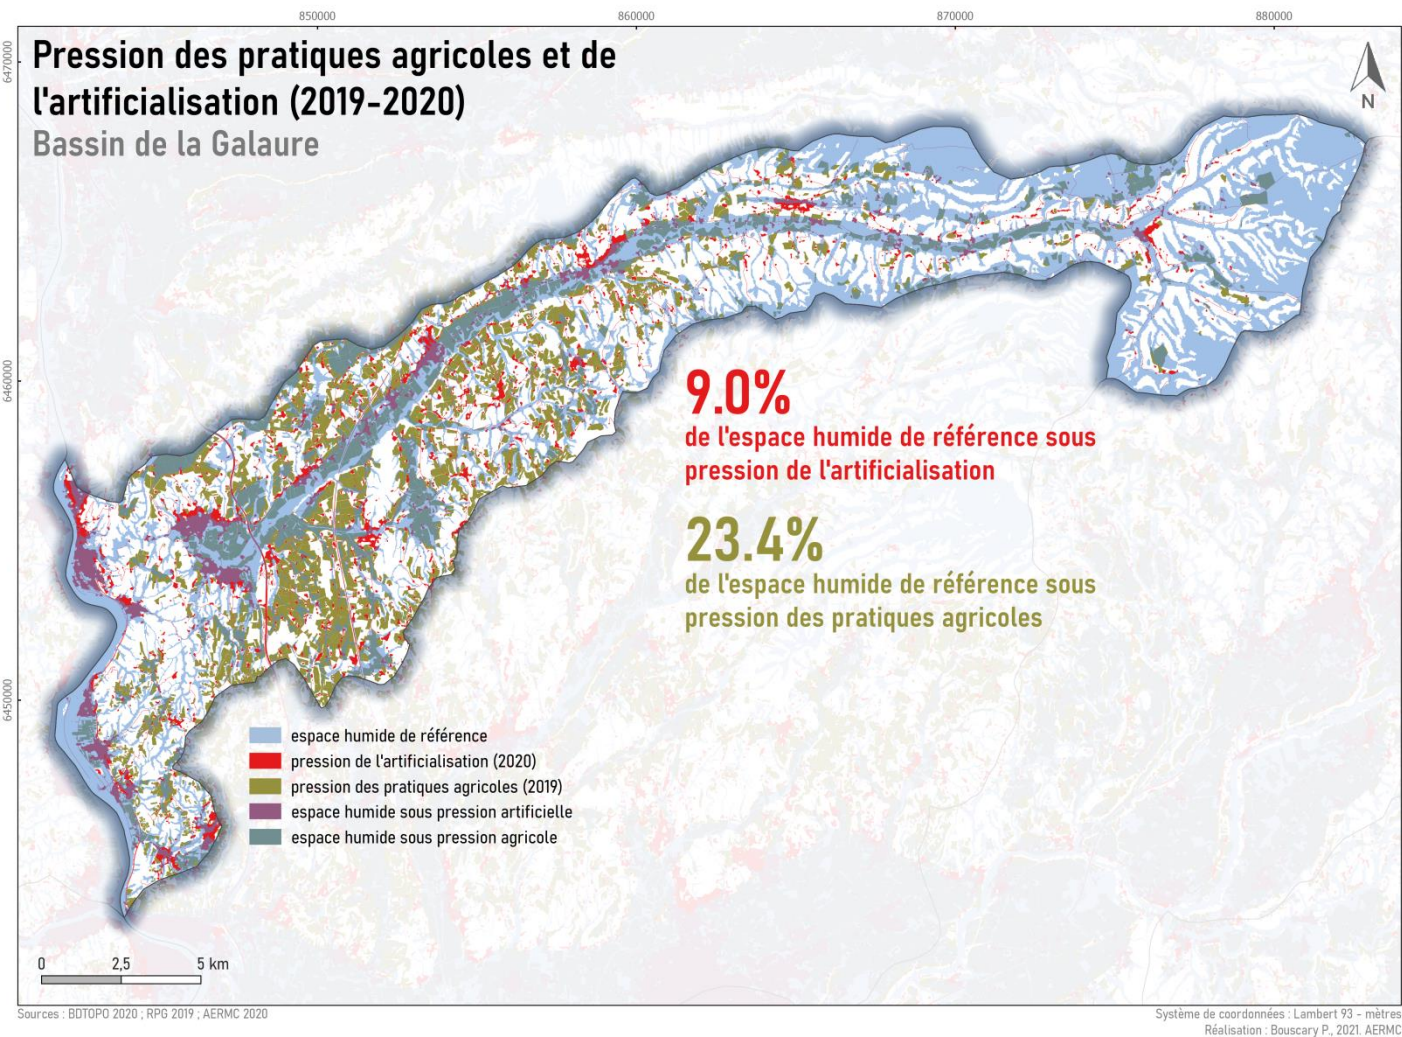 850000
860000
870000
880000
6470000
6460000
6450000
Pression des pratiques agricoles et de
l'artificialisation (2019-2020)
Bassin de la Galaure
N
9.0%
de l'espace humide de référence sous
pression de l'artificialisation
23.4%
de l'espace humide de référence sous
pression des pratiques agricoles
espace humide de référence
pression de l'artificialisation (2020)
pression des pratiques agricoles (2019)
espace humide sous pression artificielle
espace humide sous pression agricole
0 2,5 5 km
Sources : BDTOPO 2020 ; RPG 2019 ; AERMC 2020
Système de coordonnées : Lambert 93 - mètres
Réalisation : Bouscary P., 2021. AERMC